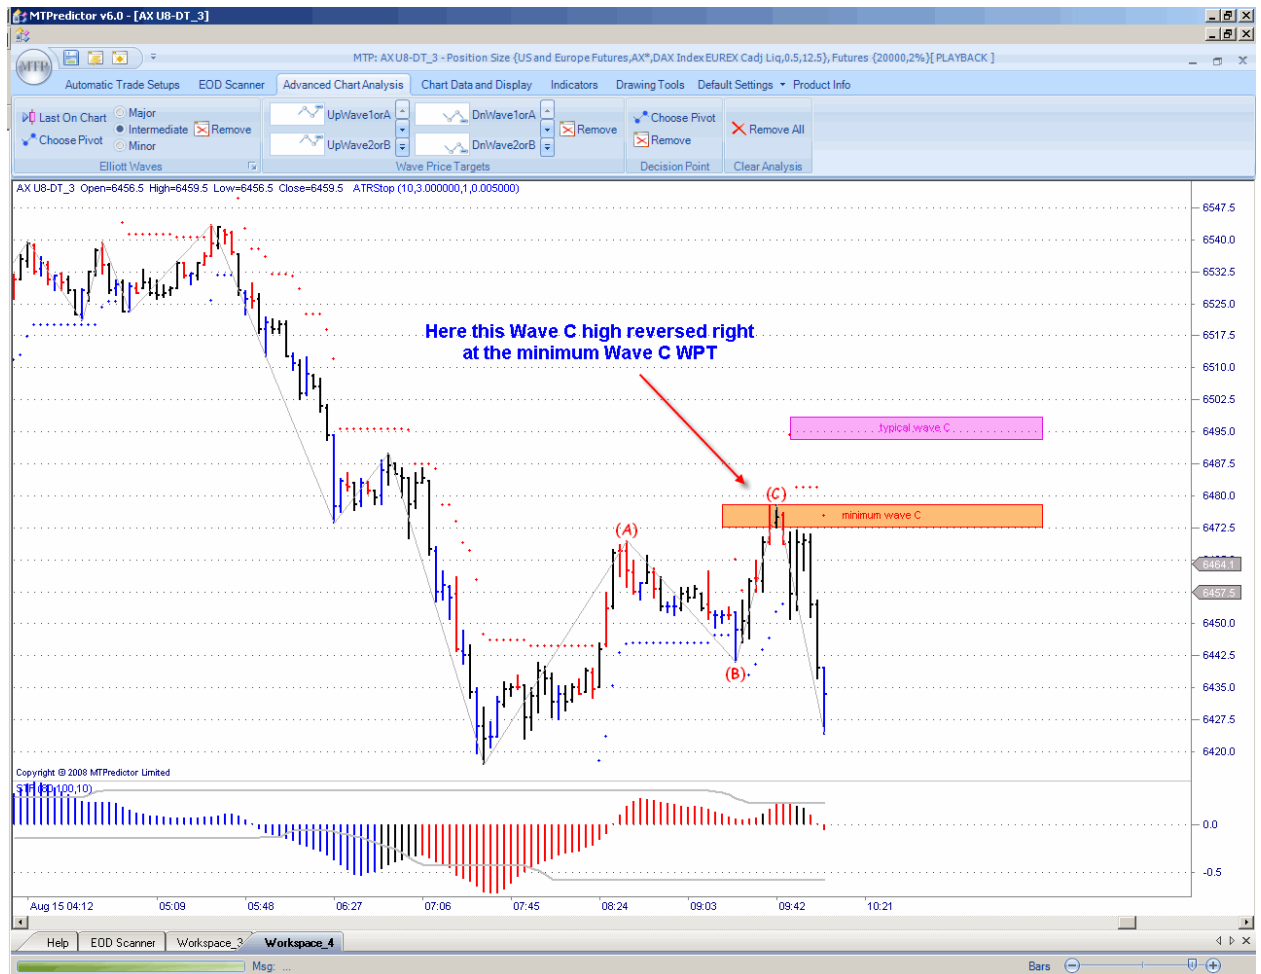 MTPredictor v6.0 - [AX U8-DT_3]
MTP: AX U8-DT_3 - Position Size {US and Europe Futures,AX*,DAX Index EUREX Cadj Liq,0.5,12.5}, Futures {20000,2%}[ PLAYBACK ]
MTP
Automatic Trade Setups EOD Scanner Advanced Chart Analysis Chart Data and Display Indicators Drawing Tools Default Settings Product Info
Last On Chart Major UpWave1orA DnWave1orA Choose Pivot
Intermediate Remove Remove Remove All
Choose Pivot Minor UpWave2orB DnWave2orB Remove
Elliott Waves Wave Price Targets Decision Point Clear Analysis
AX U8-DT_3 Open=6456.5 High=6459.5 Low=6456.5 Close=6459.5 ATRStop (10,3.000000,1,0.005000)
6547.5
6540.0
6532.5
6525.0
Here this Wave C high reversed right
at the minimum Wave C WPT
6517.5
6510.0
6502.5
typical wave C
6495.0
6487.5
(C)
6480.0
minimum wave C
6472.5
(A)
6464.1
6457.5
6450.0
6442.5
(B)
6435.0
6427.5
6420.0
Copyright © 2008 MTPredictor Limited
0.0
-0.5
Aug 15 04:12 05:09 05:48 06:27 07:06 07:45 08:24 09:03 09:42 10:21
Help EOD Scanner Workspace_3 Workspace_4
Msg: ... Bars